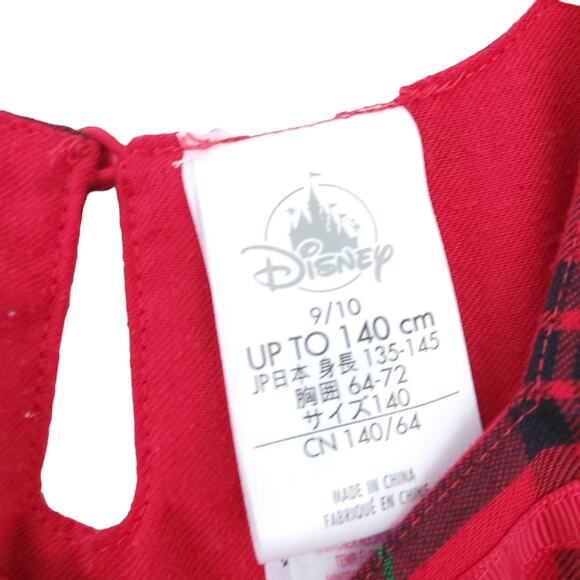 Disney
9/10
UP TO 140 cm
JP日本 身長 135-145
胸囲 64-72
サイズ140
CN 140/64
MADE IN CHINA
FABRIQUÉ EN CHINE